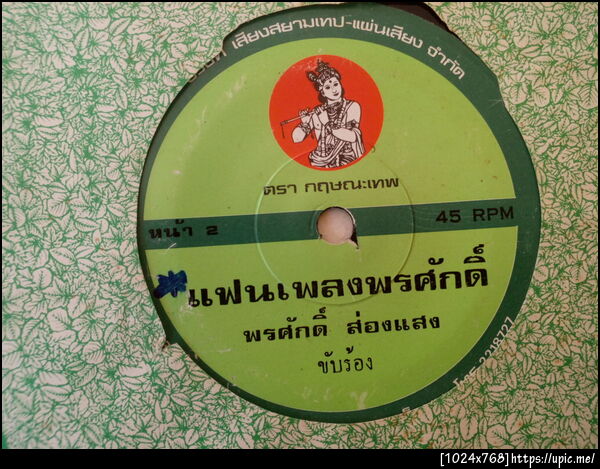 เสียงสยามเทป-แผ่นเสียง จำกัด
ตรา กฤษณะเทพ
หน้า 2
45 RPM
แฟนเพลงพรศักดิ์
พรศักดิ์ ส่องแสง
ขับร้อง
[1024x768]https://upic.me/